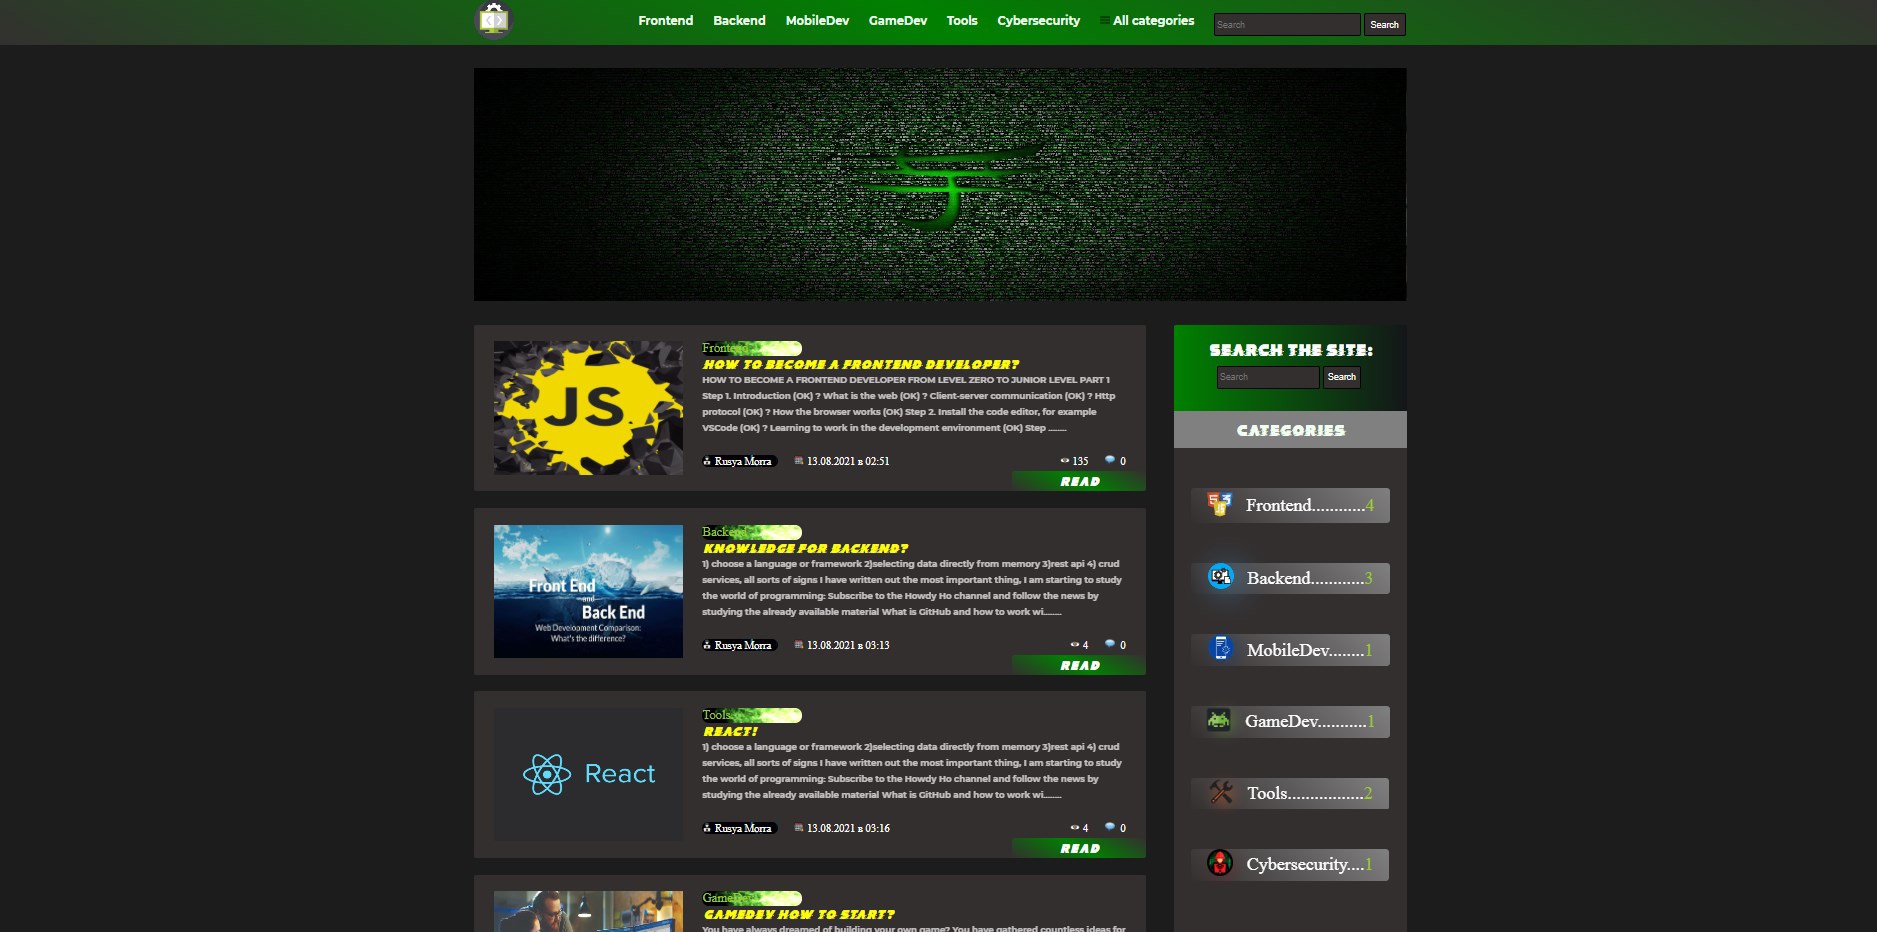 Frontend Backend MobileDev GameDev Tools Cybersecurity All categories Search Search
Frontend
HOW TO BECOME A FRONTEND DEVELOPER?
HOW TO BECOME A FRONTEND DEVELOPER FROM LEVEL ZERO TO JUNIOR LEVEL PART 1
Step 1. Introduction (OK) ? What is the web (OK) ? Client-server communication (OK) ? Http
protocol (OK) ? How the browser works (OK) Step 2. Install the code editor, for example
VSCode (OK) ? Learning to work in the development environment (OK) Step ........
JS
Rusya Morra 13.08.2021 в 02:51 135 0
READ
Backend
KNOWLEDGE FOR BACKEND?
1) choose a language or framework 2)selecting data directly from memory 3)rest api 4) crud
services, all sorts of signs I have written out the most important thing, I am starting to study
the world of programming: Subscribe to the Howdy Ho channel and follow the news by
studying the already available material What is GitHub and how to work wi........
Front End
and
Back End
Web Development Comparison:
What's the difference?
Rusya Morra 13.08.2021 в 03:13 4 0
READ
Tools
REACT!
1) choose a language or framework 2)selecting data directly from memory 3)rest api 4) crud
services, all sorts of signs I have written out the most important thing, I am starting to study
the world of programming: Subscribe to the Howdy Ho channel and follow the news by
studying the already available material What is GitHub and how to work wi........
React
Rusya Morra 13.08.2021 в 03:16 4 0
READ
GameDev
GAMEDEV HOW TO START?
You have always dreamed of building your own game? You have gathered countless ideas for
SEARCH THE SITE:
Search Search
CATEGORIES
Frontend............4
Backend............3
MobileDev........1
GameDev...........1
Tools.................2
Cybersecurity....1